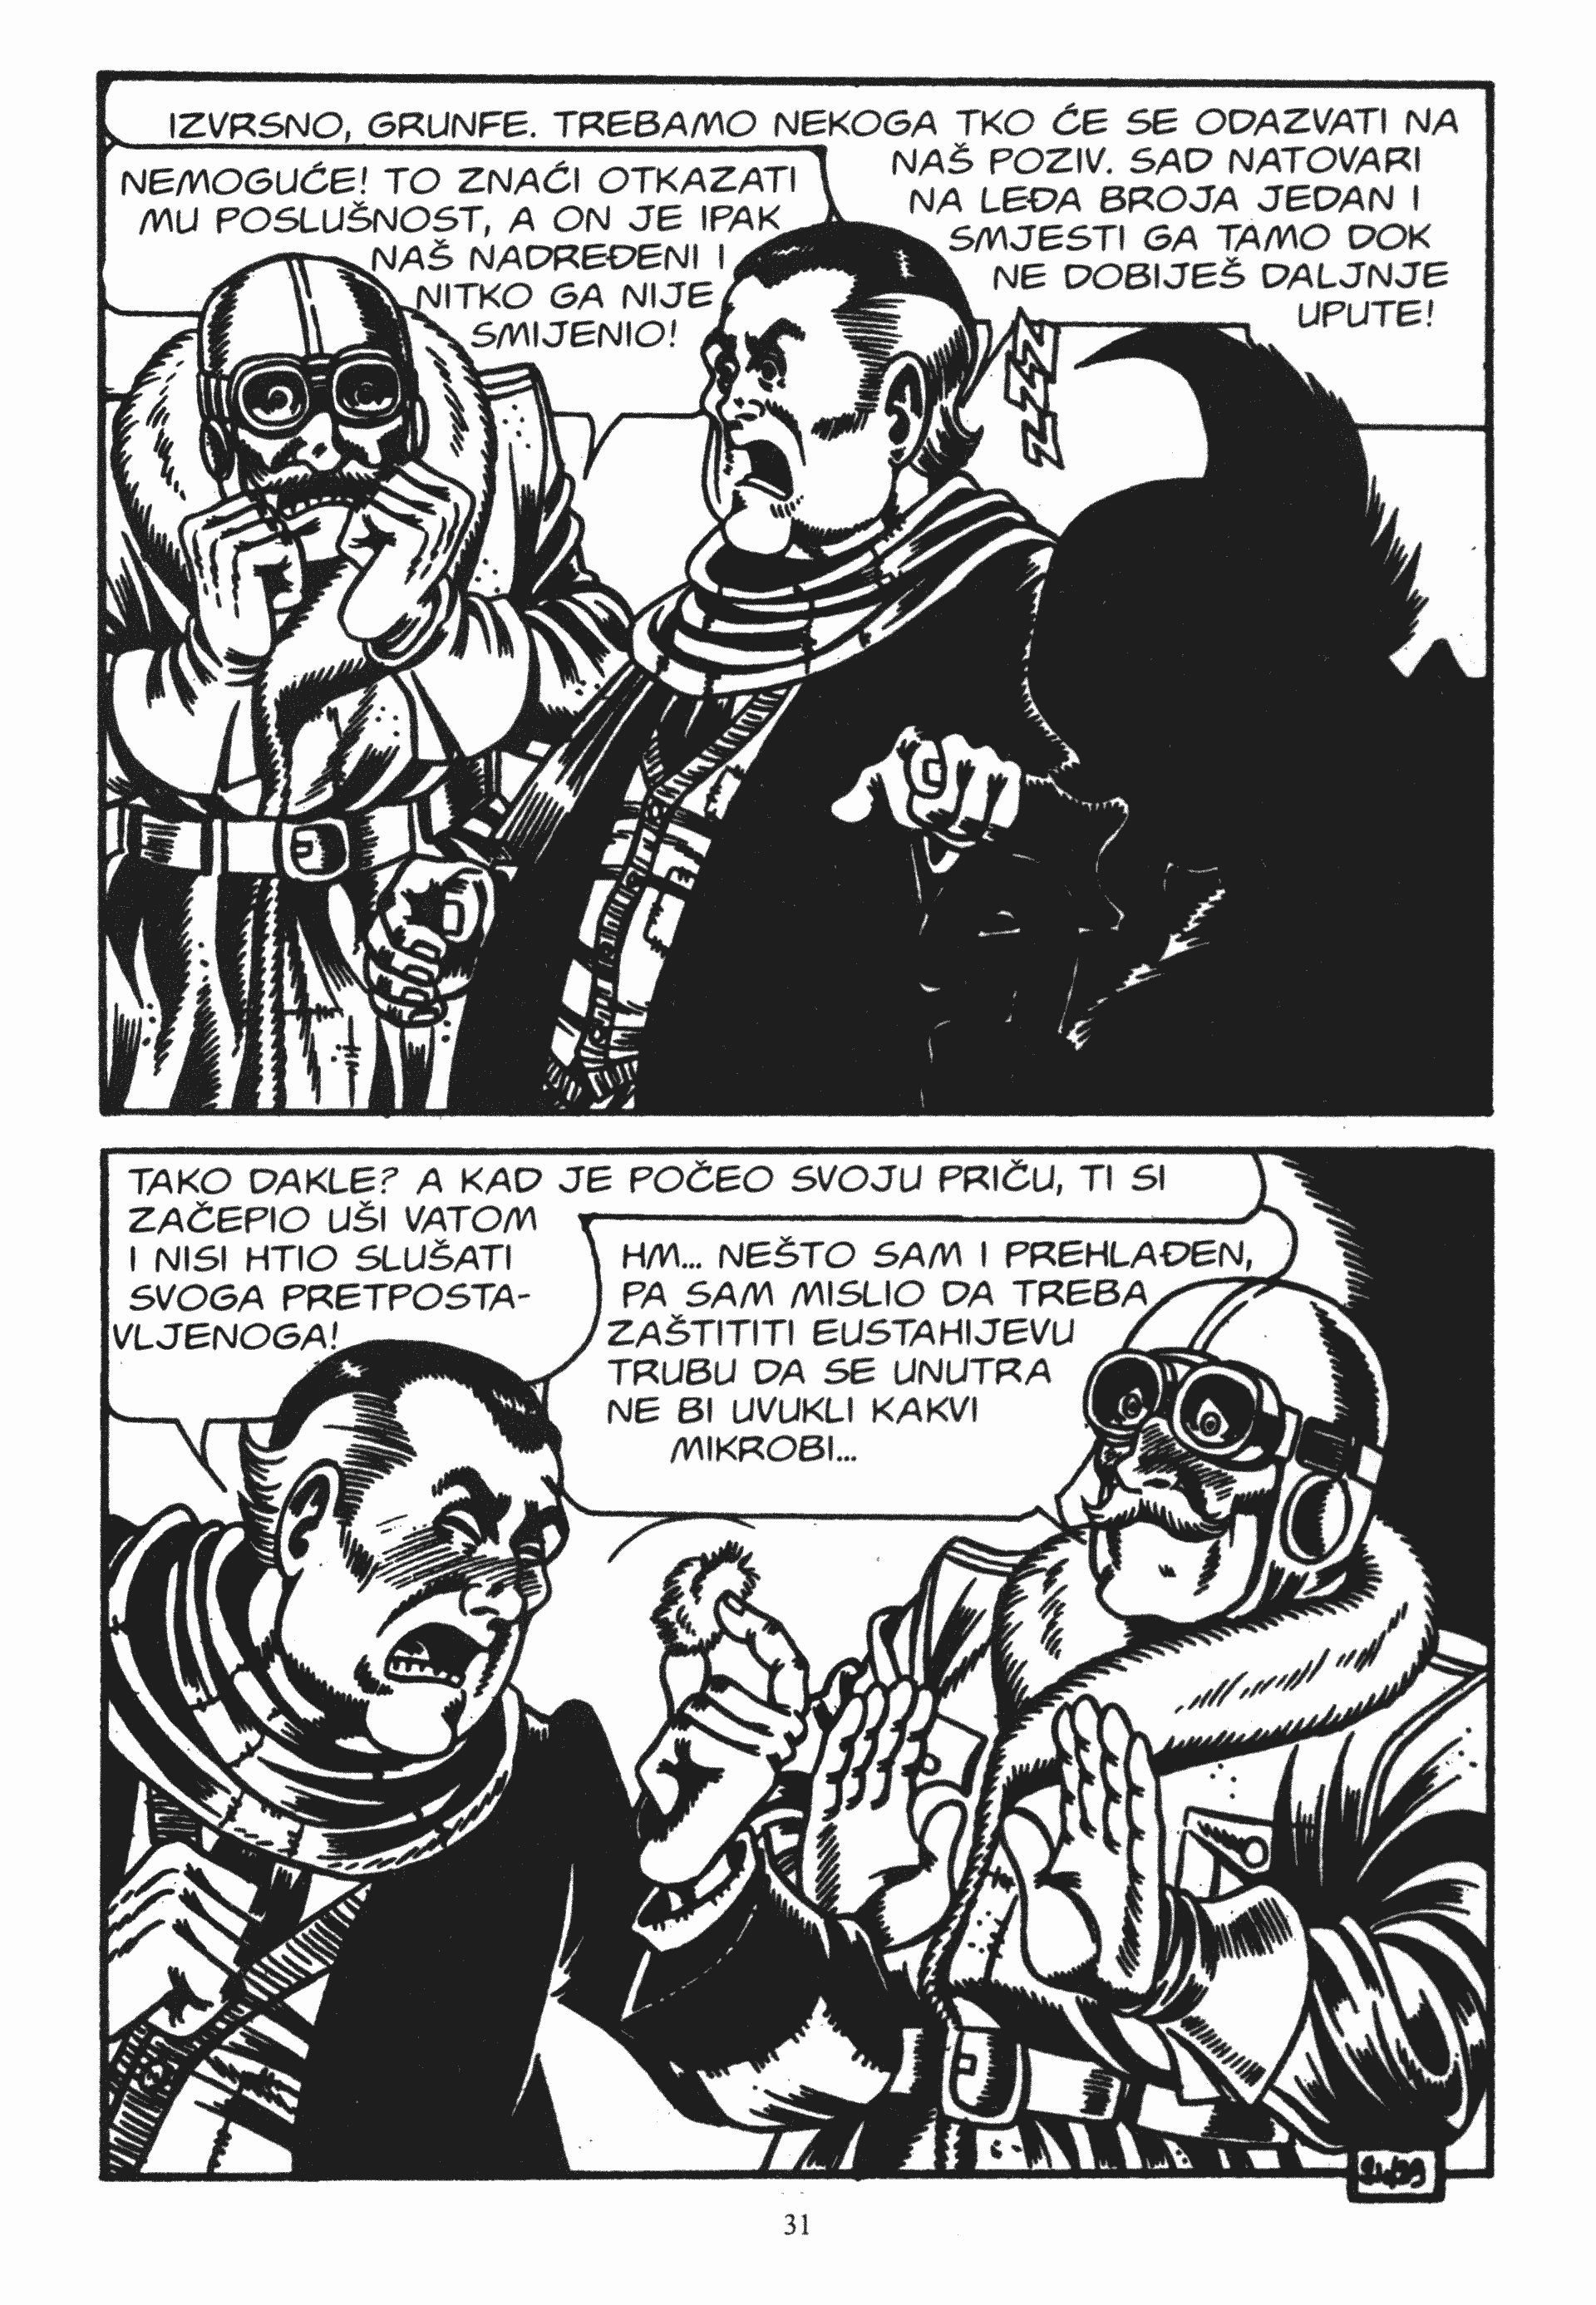 IZVRSNO, GRUNFE. TREBAMO NEKOGA TKO ĆE SE ODAZVATI NA
NAŠ POZIV. SAD NATOVARI
NA LEĐA BROJA JEDAN I
SMJESTI GA TAMO DOK
NE DOBIJEŠ DALJNJE
UPUTE!
NEMOGUĆE! TO ZNAĆI OTKAZATI
MU POSLUŠNOST, A ON JE IPAK
NAŠ NADREĐENI I
NITKO GA NIJE
SMIJENIO!
ZZZ
TAKO DAKLE? A KAD JE POČEO SVOJU PRIČU, TI SI
ZAČEPIO UŠI VATOM
I NISI HTIO SLUŠATI
SVOGA PRETPOSTA-
VLJENOGA!
HM... NEŠTO SAM I PREHLAĐEN,
PA SAM MISLIO DA TREBA
ZAŠTITITI EUSTAHIJEVU
TRUBU DA SE UNUTRA
NE BI UVUKLI KAKVI
MIKROBI...
31